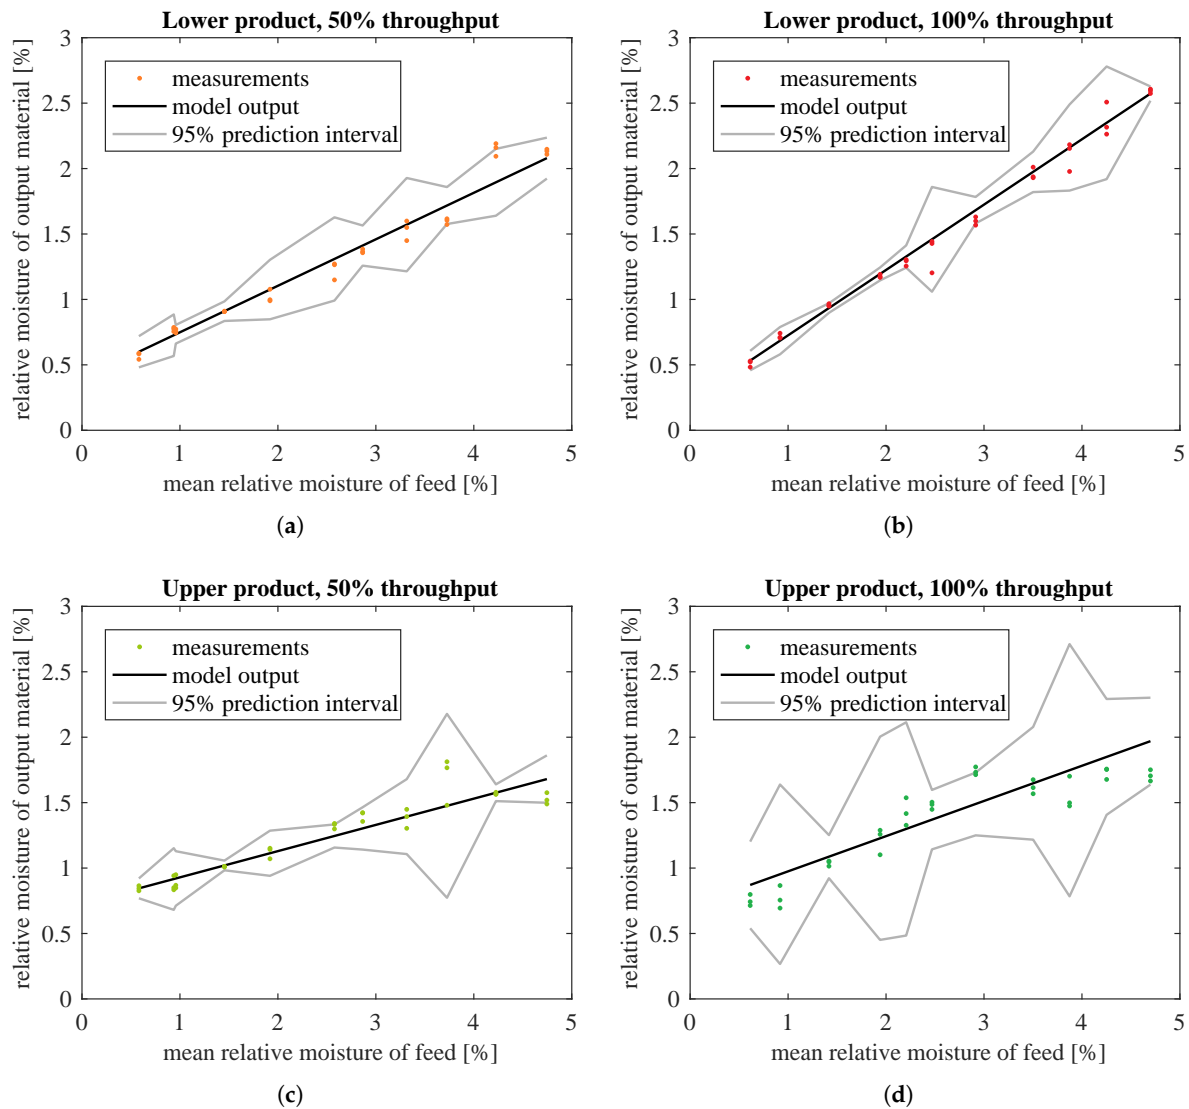 Lower product, 50% throughput
relative moisture of output material [%]
3
2.5
2
1.5
1
0.5
0
measurements
model output
95% prediction interval
0 1 2 3 4 5
mean relative moisture of feed [%]
(a)
Lower product, 100% throughput
relative moisture of output material [%]
3
2.5
2
1.5
1
0.5
0
measurements
model output
95% prediction interval
0 1 2 3 4 5
mean relative moisture of feed [%]
(b)
Upper product, 50% throughput
relative moisture of output material [%]
3
2.5
2
1.5
1
0.5
0
measurements
model output
95% prediction interval
0 1 2 3 4 5
mean relative moisture of feed [%]
(c)
Upper product, 100% throughput
relative moisture of output material [%]
3
2.5
2
1.5
1
0.5
0
measurements
model output
95% prediction interval
0 1 2 3 4 5
mean relative moisture of feed [%]
(d)